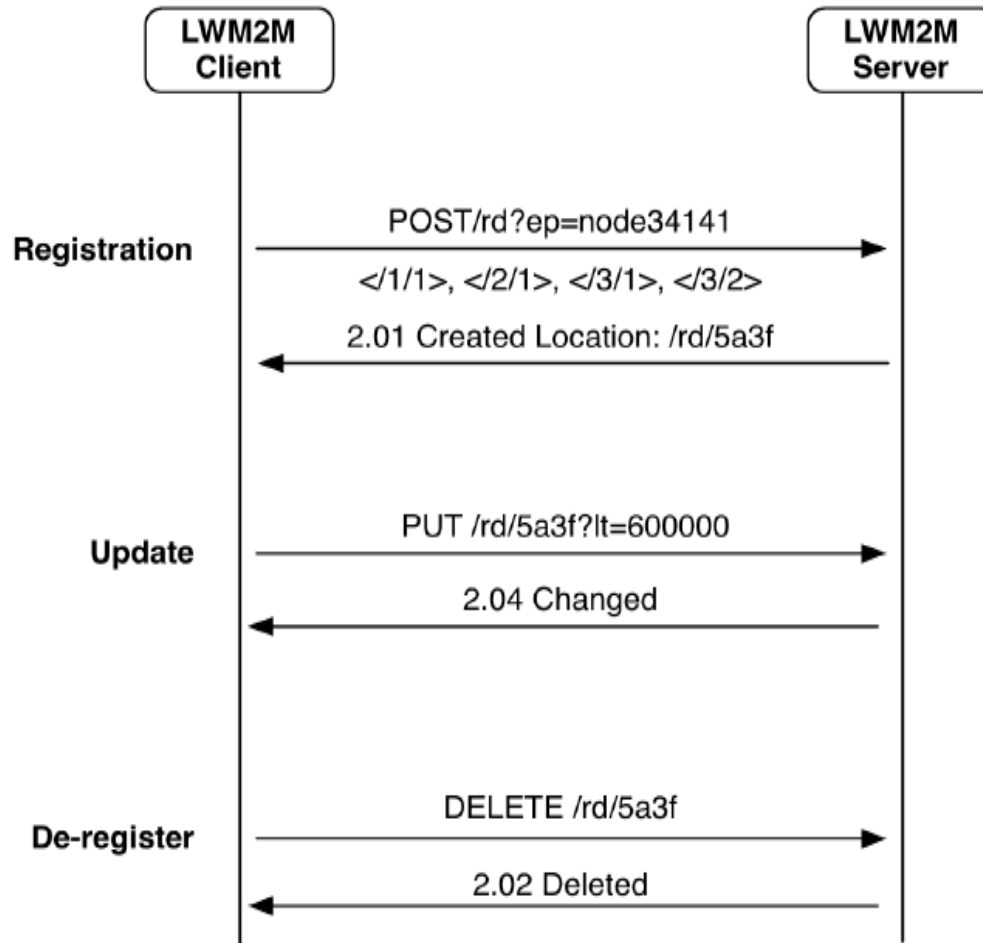 LWM2M
Client
LWM2M
Server
POST/rd?ep=node34141
Registration
</1/1>, </2/1>, </3/1>, </3/2>
2.01 Created Location: /rd/5a3f
PUT /rd/5a3f?lt=600000
Update
2.04 Changed
DELETE /rd/5a3f
De-register
2.02 Deleted